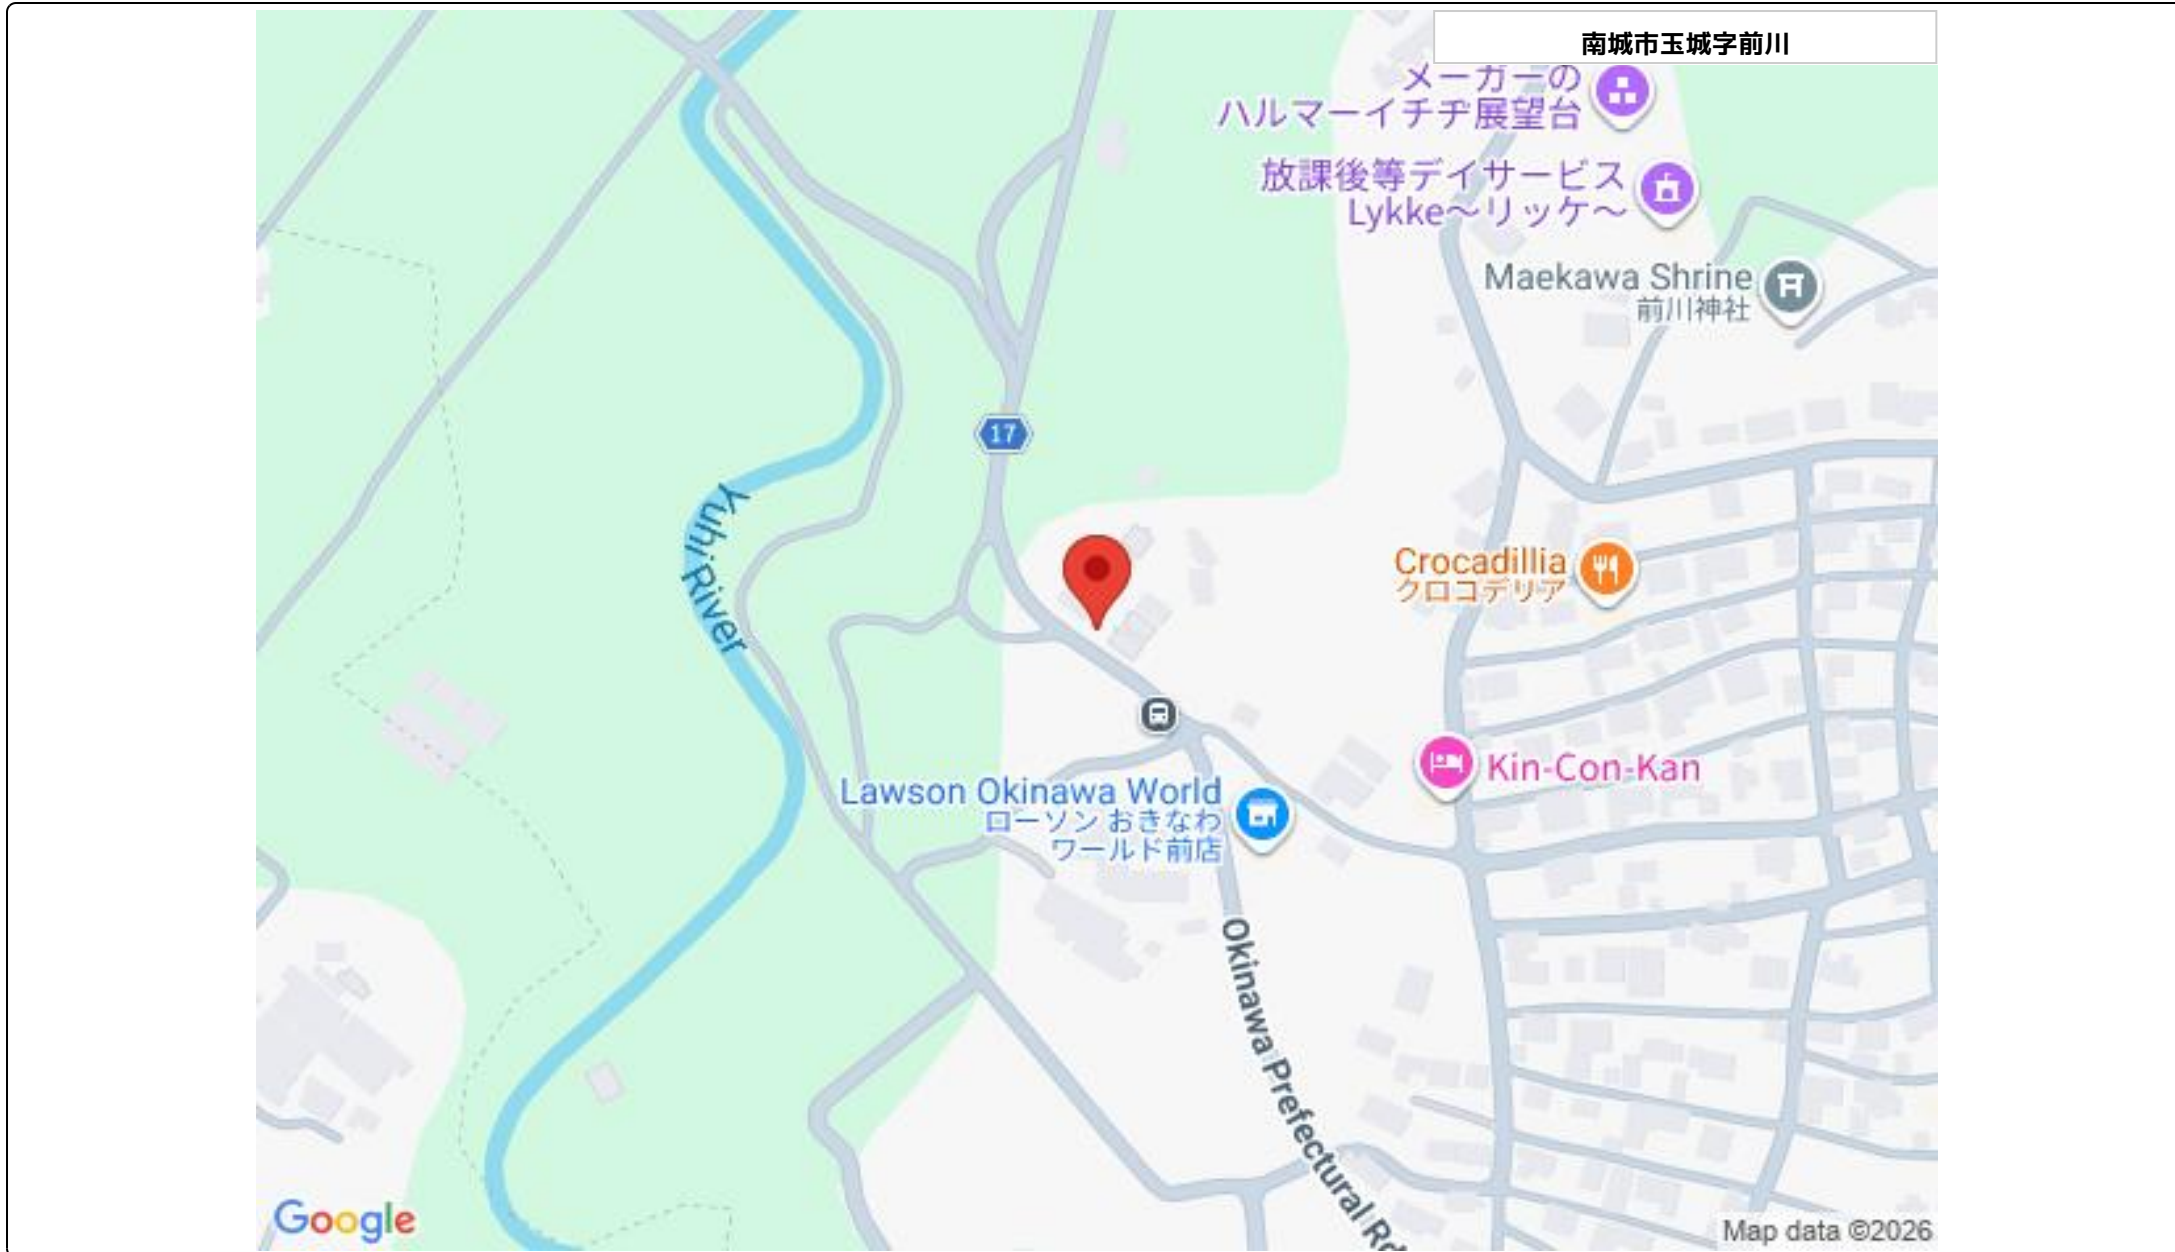 南城市玉城字前川
メーガーの
ハルマーイチヂ展望台
放課後等デイサービス
Lykke〜リッケ〜
Maekawa Shrine
前川神社
17
Yuhi River
Crocadillia
クロコデリア
Kin-Con-Kan
Lawson Okinawa World
ローソン おきなわ
ワールド前店
Okinawa Prefectural Rd
Google
Map data ©2026